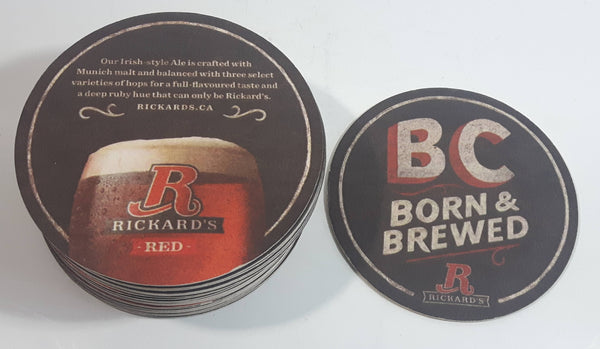 Our Irish-style Ale is crafted with
Munich malt and balanced with three select
varieties of hops for a full-flavoured taste and
a deep ruby hue that can only be Rickard's.
RICKARDS.CA
R
RICKARD'S
- RED -
BC
BORN &
BREWED
R
RICKARD'S